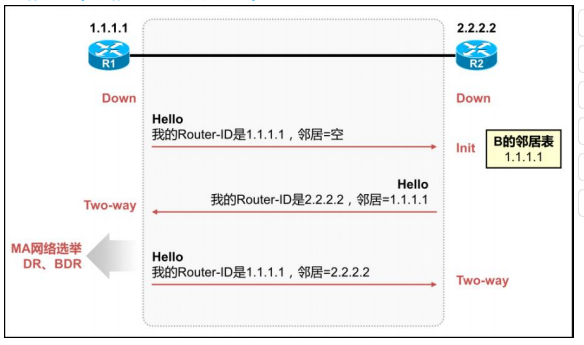 1.1.1.1
2.2.2.2
R1
R2
Down
Down
Hello
我的Router-ID是1.1.1.1，邻居=空
Init
B的邻居表
1.1.1.1
Hello
我的Router-ID是2.2.2.2，邻居=1.1.1.1
Two-way
MA网络选举
DR、BDR
Hello
我的Router-ID是1.1.1.1，邻居=2.2.2.2
Two-way